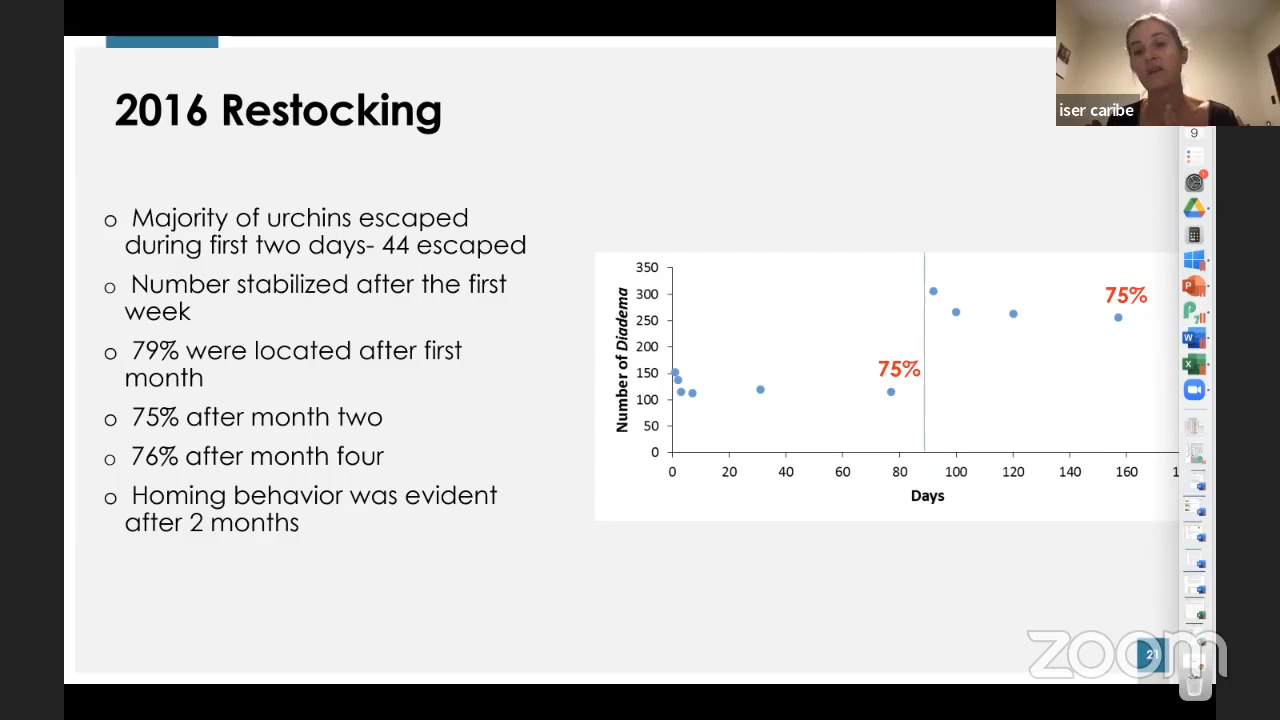 iser caribe
2016 Restocking
o Majority of urchins escaped
during first two days- 44 escaped
o Number stabilized after the first
week
o 79% were located after first
month
o 75% after month two
o 76% after month four
o Homing behavior was evident
after 2 months
Number of Diadema
350
300
250
200
150
100
50
0
75%
75%
0 20 40 60 80 100 120 140 160 1
Days
9
21
zoom